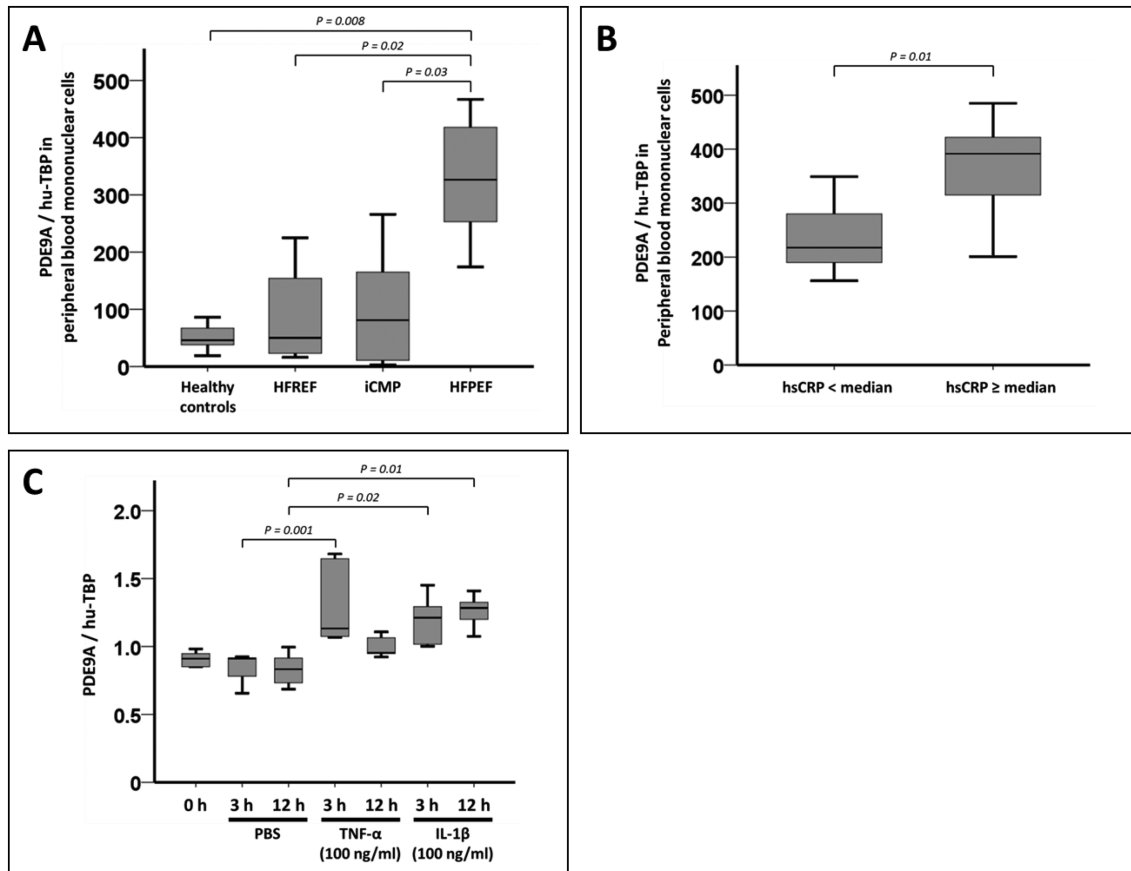 A
P = 0.008
P = 0.02
P = 0.03
PDE9A / hu-TBP in
peripheral blood mononuclear cells
500
400
300
200
100
0
Healthy
controls
HFREF
iCMP
HFPEF
B
P = 0.01
PDE9A / hu-TBP in
Peripheral blood mononuclear cells
500
400
300
200
100
0
hsCRP < median
hsCRP ≥ median
C
P = 0.01
P = 0.02
P = 0.001
PDE9A / hu-TBP
2.0
1.5
1.0
0.5
0
0 h 3 h 12 h 3 h 12 h 3 h 12 h
PBS TNF-α IL-1β
(100 ng/ml) (100 ng/ml)